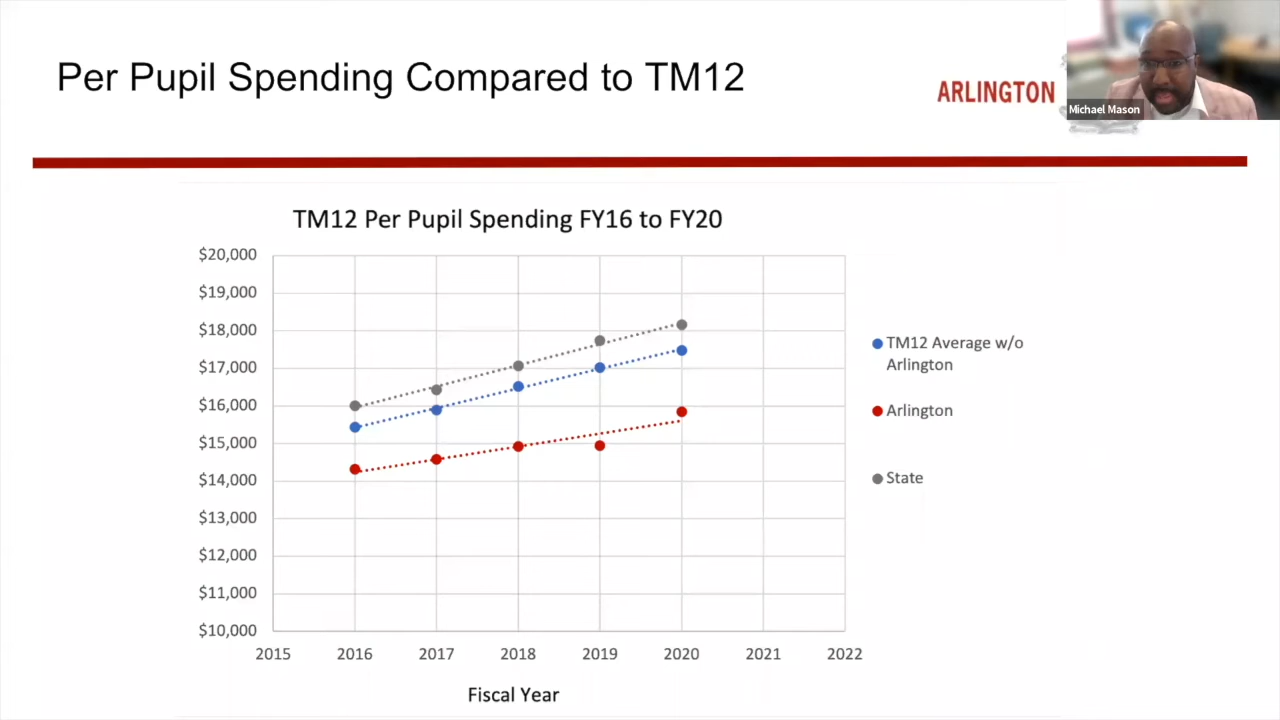 Per Pupil Spending Compared to TM12
ARLINGTON
Michael Mason
TM12 Per Pupil Spending FY16 to FY20
$20,000
$19,000
$18,000
$17,000
$16,000
$15,000
$14,000
$13,000
$12,000
$11,000
$10,000
2015 2016 2017 2018 2019 2020 2021 2022
Fiscal Year
TM12 Average w/o
Arlington
Arlington
State